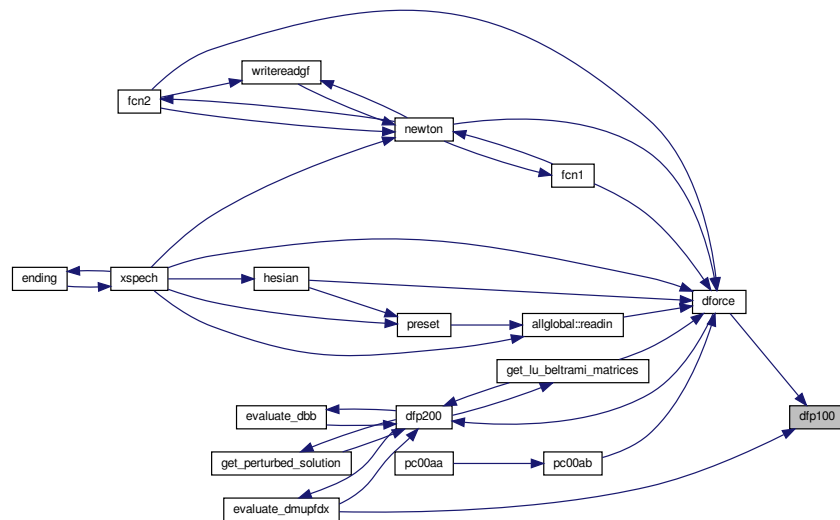 writereadgf
fcn2
newton
fcn1
ending
xspech
hesian
dforce
preset
allglobal::readin
get_lu_beltrami_matrices
evaluate_dbb
dfp200
dfp100
get_perturbed_solution
pc00aa
pc00ab
evaluate_dmupfdx